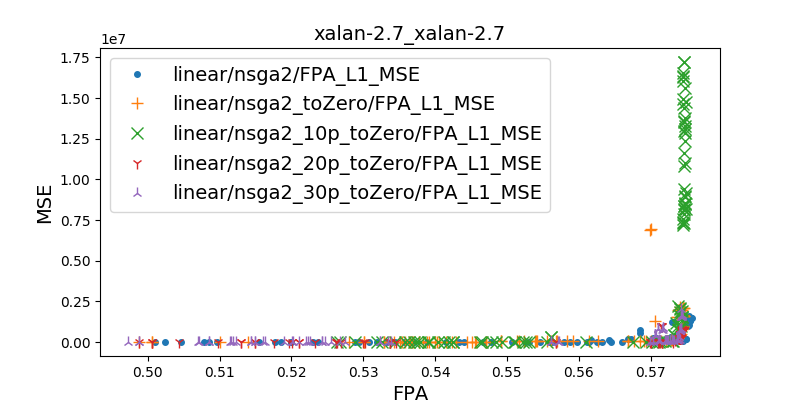 xalan-2.7_xalan-2.7
1e7
linear/nsga2/FPA_L1_MSE
linear/nsga2_toZero/FPA_L1_MSE
linear/nsga2_10p_toZero/FPA_L1_MSE
linear/nsga2_20p_toZero/FPA_L1_MSE
linear/nsga2_30p_toZero/FPA_L1_MSE
1.75
1.50
1.25
1.00
0.75
0.50
0.25
0.00
MSE
0.50 0.51 0.52 0.53 0.54 0.55 0.56 0.57
FPA